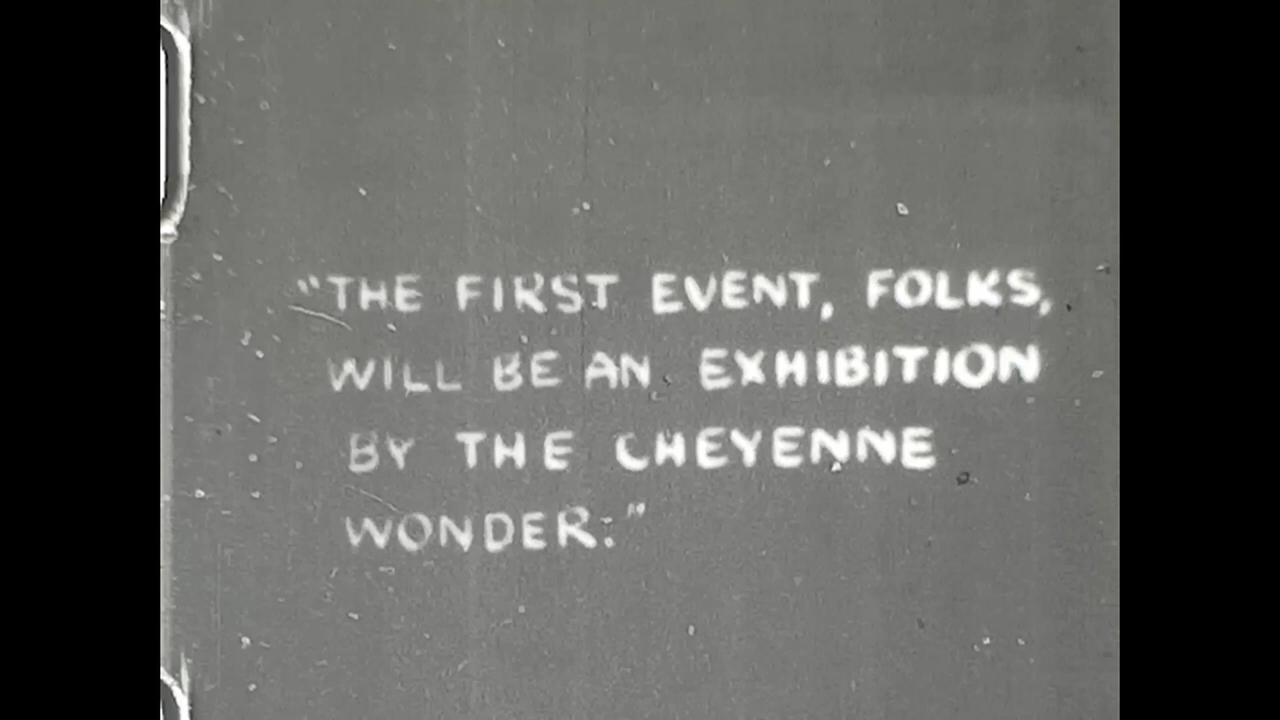 "THE FIRST EVENT, FOLKS,
WILL BE AN EXHIBITION
BY THE CHEYENNE
WONDER."